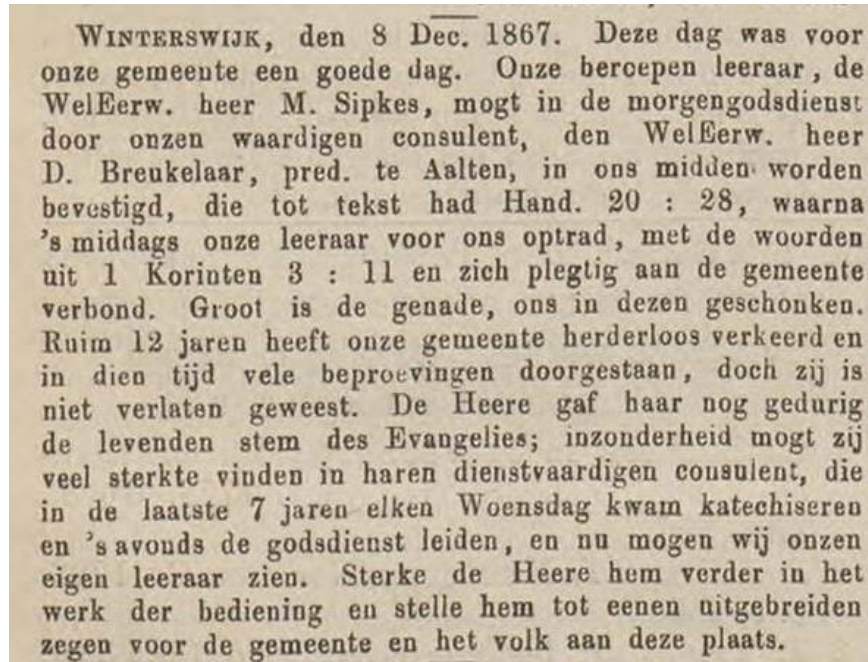 WINTERSWIJK, den 8 Dec. 1867. Deze dag was voor
onze gemeente een goede dag. Onze beroepen leeraar, de
WelEerw. heer M. Sipkes, mogt in de morgengodsdienst
door onzen waardigen consulent, den WelEerw. heer
D. Breukelaar, pred. te Aalten, in ons midden worden
bevestigd, die tot tekst had Hand. 20 : 28, waarna
's middags onze leeraar voor ons optrad, met de woorden
uit 1 Korinten 3 : 11 en zich plegtig aan de gemeente
verbond. Groot is de genade, ons in dezen geschonken.
Ruim 12 jaren heeft onze gemeente herderloos verkeerd en
in dien tijd vele beproevingen doorgestaan, doch zij is
niet verlaten geweest. De Heere gaf haar nog gedurig
de levenden stem des Evangelies; inzonderheid mogt zij
veel sterkte vinden in haren dienstvaardigen consulent, die
in de laatste 7 jaren elken Woensdag kwam katechiseren
en 's avonds de godsdienst leiden, en nu mogen wij onzen
eigen leeraar zien. Sterke de Heere hem verder in het
werk der bediening en stelle hem tot eenen uitgebreiden
zegen voor de gemeente en het volk aan deze plaats.